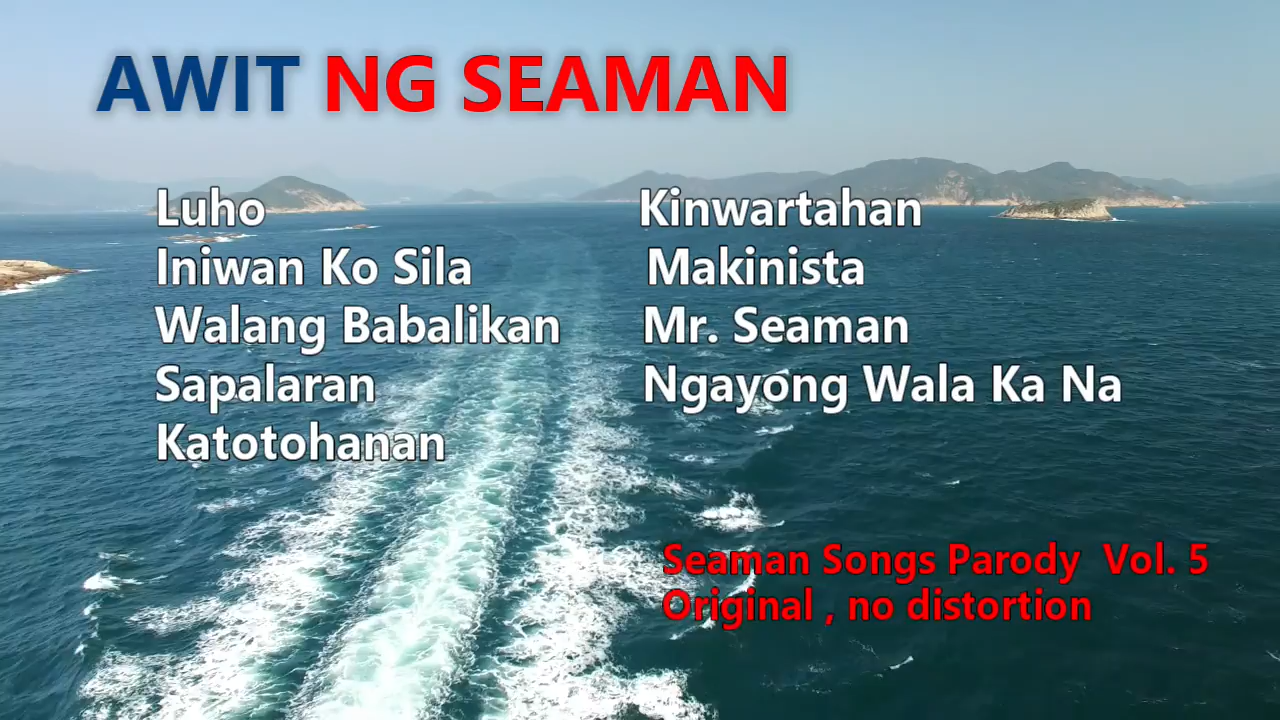 AWIT NG SEAMAN
Luho
Iniwan Ko Sila
Walang Babalikan
Sapalaran
Katotohanan
Kinwartahan
Makinista
Mr. Seaman
Ngayong Wala Ka Na
Seaman Songs Parody Vol. 5
Original , no distortion